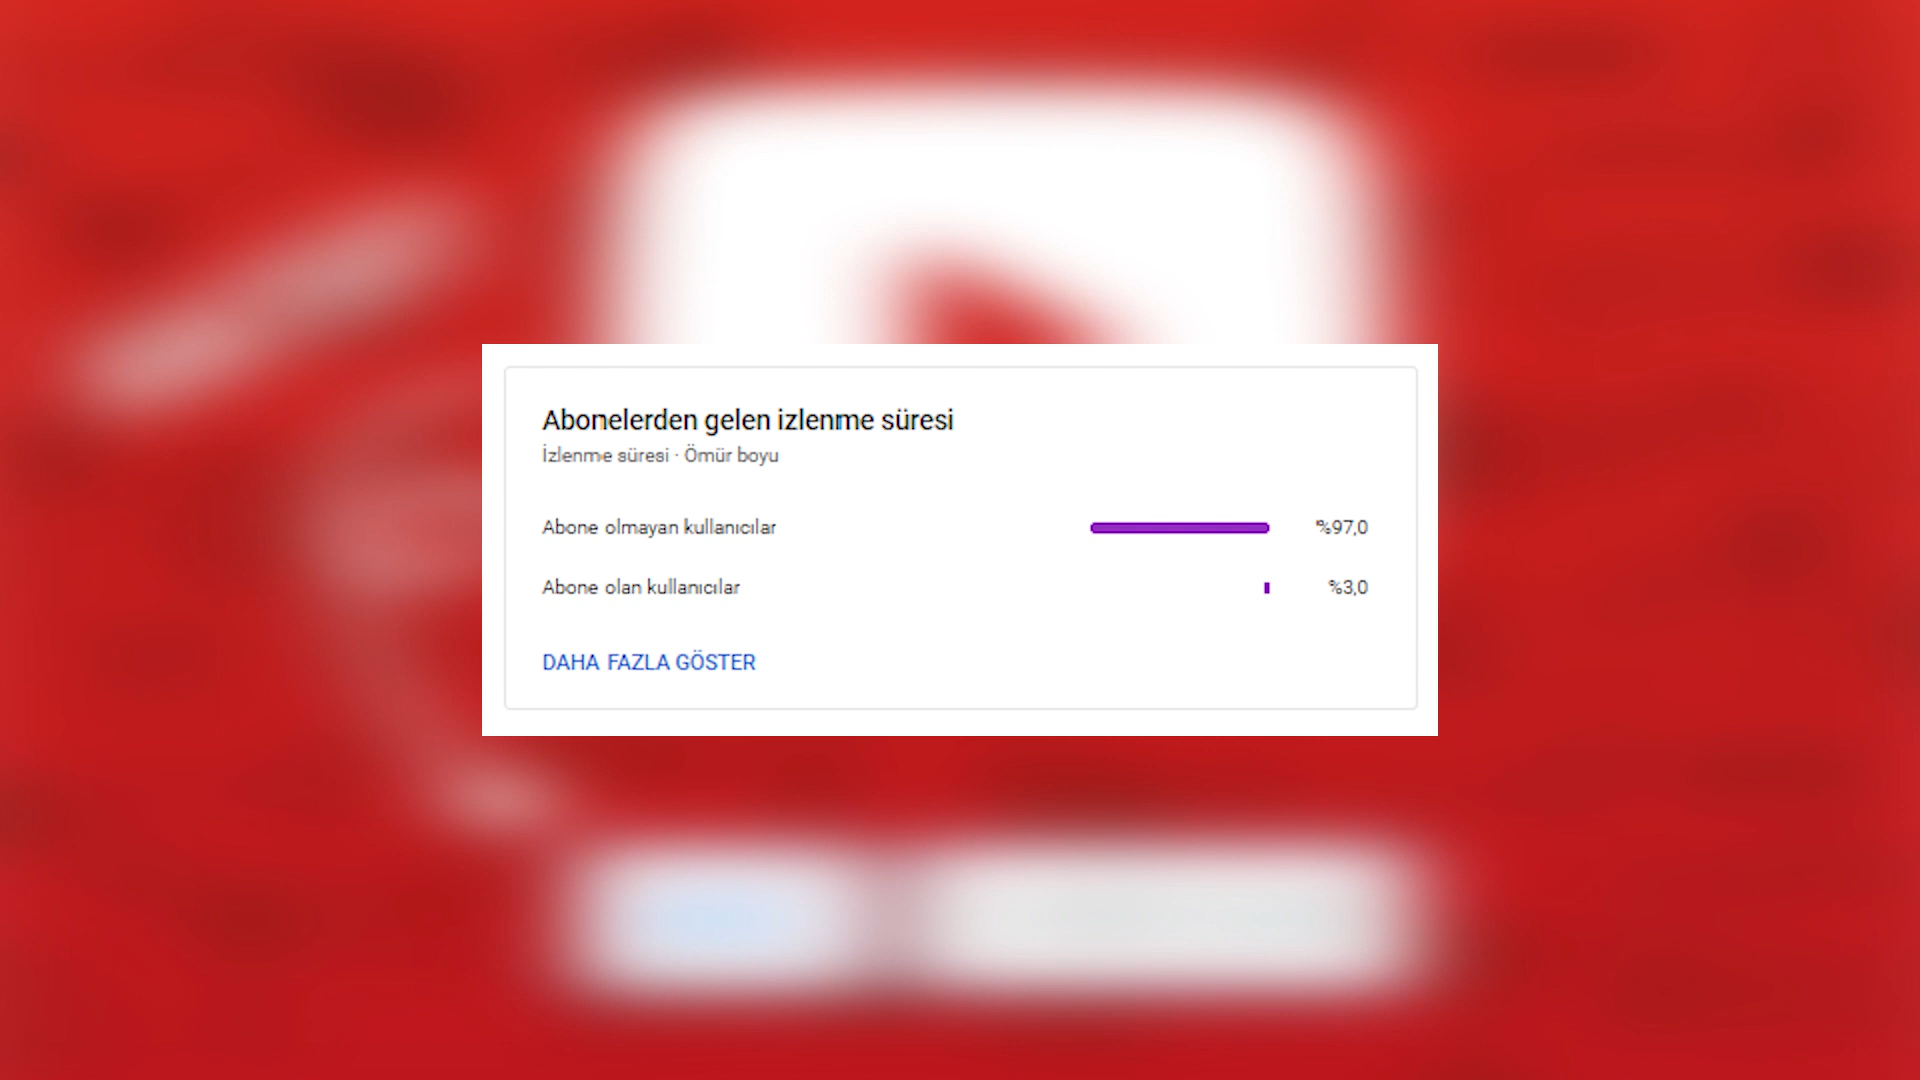 Abonelerden gelen izlenme süresi
İzlenme süresi · Ömür boyu
Abone olmayan kullanıcılar %97,0
Abone olan kullanıcılar %3,0
DAHA FAZLA GÖSTER